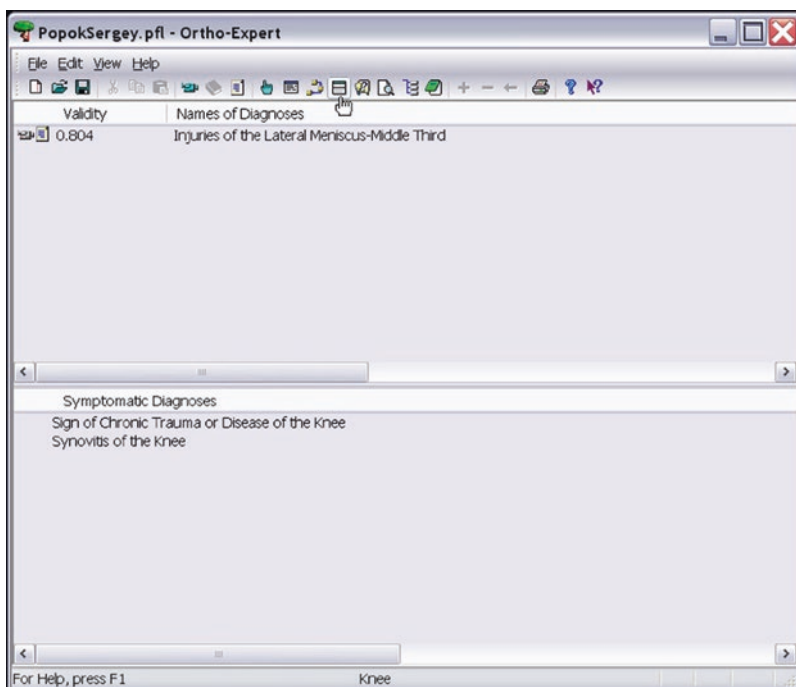 PopokSergey.pfl - Ortho-Expert
File Edit View Help
Validity Names of Diagnoses
0.804 Injuries of the Lateral Meniscus-Middle Third
Symptomatic Diagnoses
Sign of Chronic Trauma or Disease of the Knee
Synovitis of the Knee
For Help, press F1 Knee